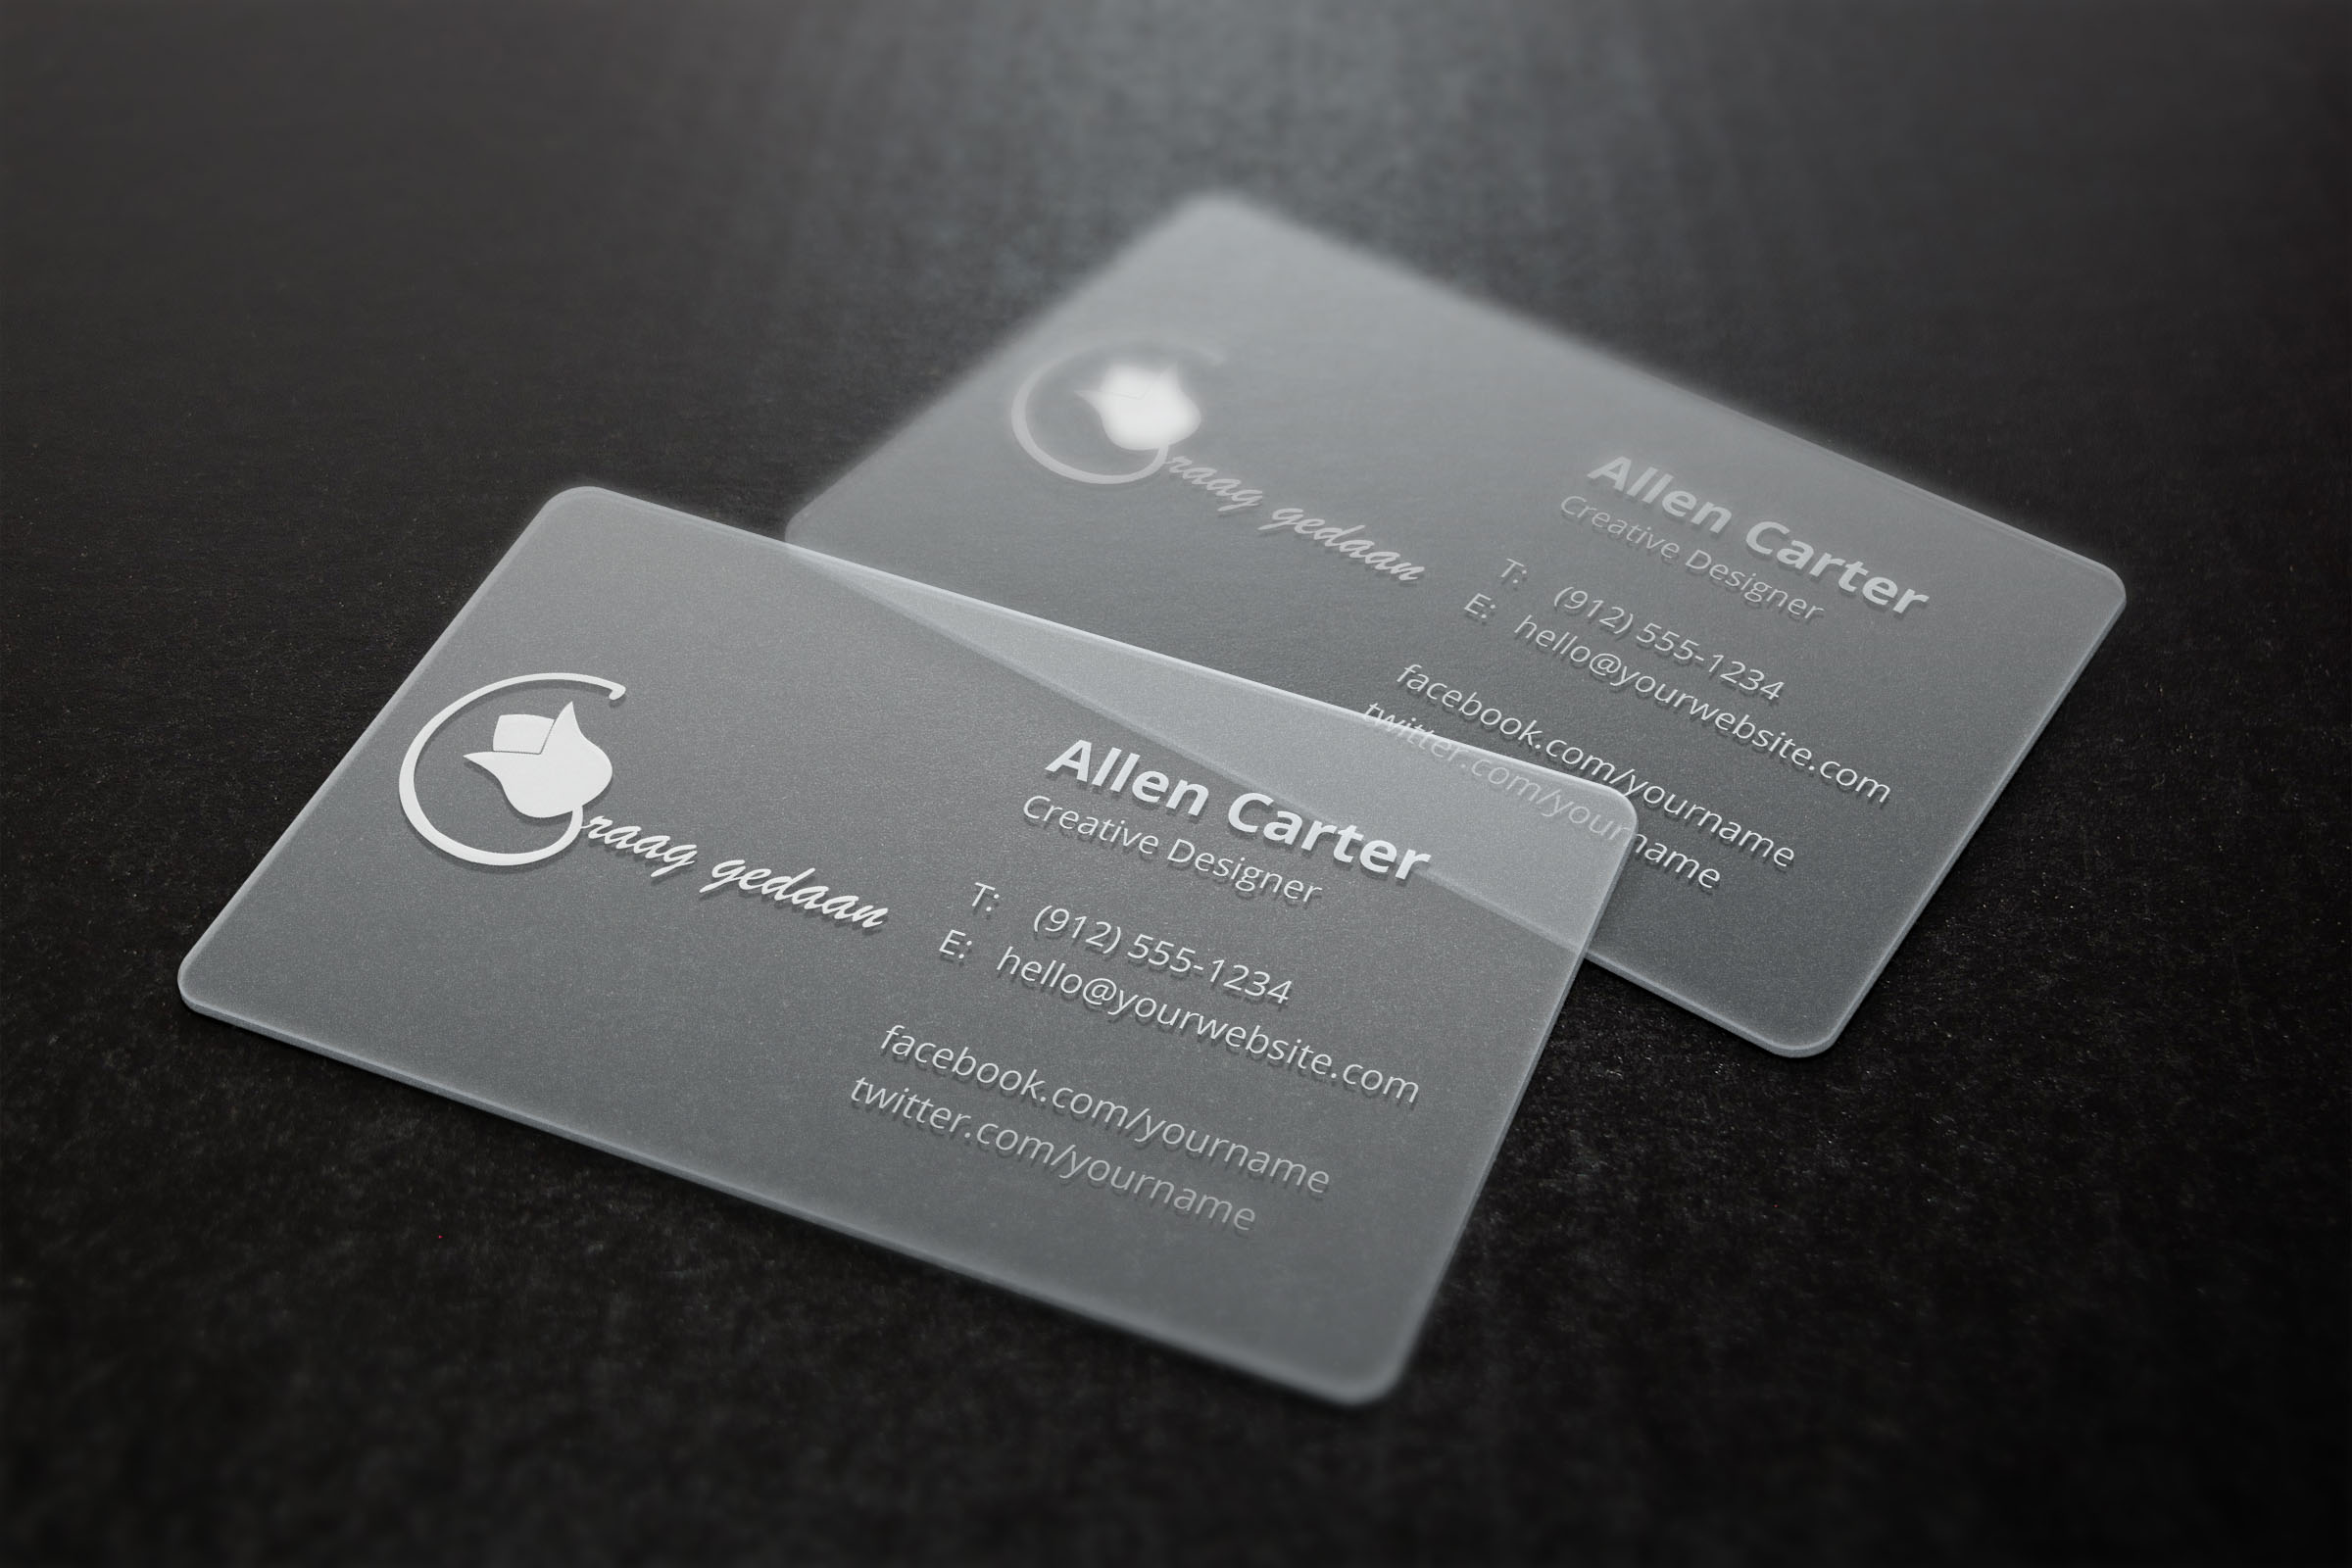 Graag gedaan
Allen Carter
Creative Designer
T: (912) 555-1234
E: hello@yourwebsite.com
facebook.com/yourname
twitter.com/yourname
Graag gedaan
Allen Carter
Creative Designer
T: (912) 555-1234
E: hello@yourwebsite.com
facebook.com/yourname
twitter.com/yourname